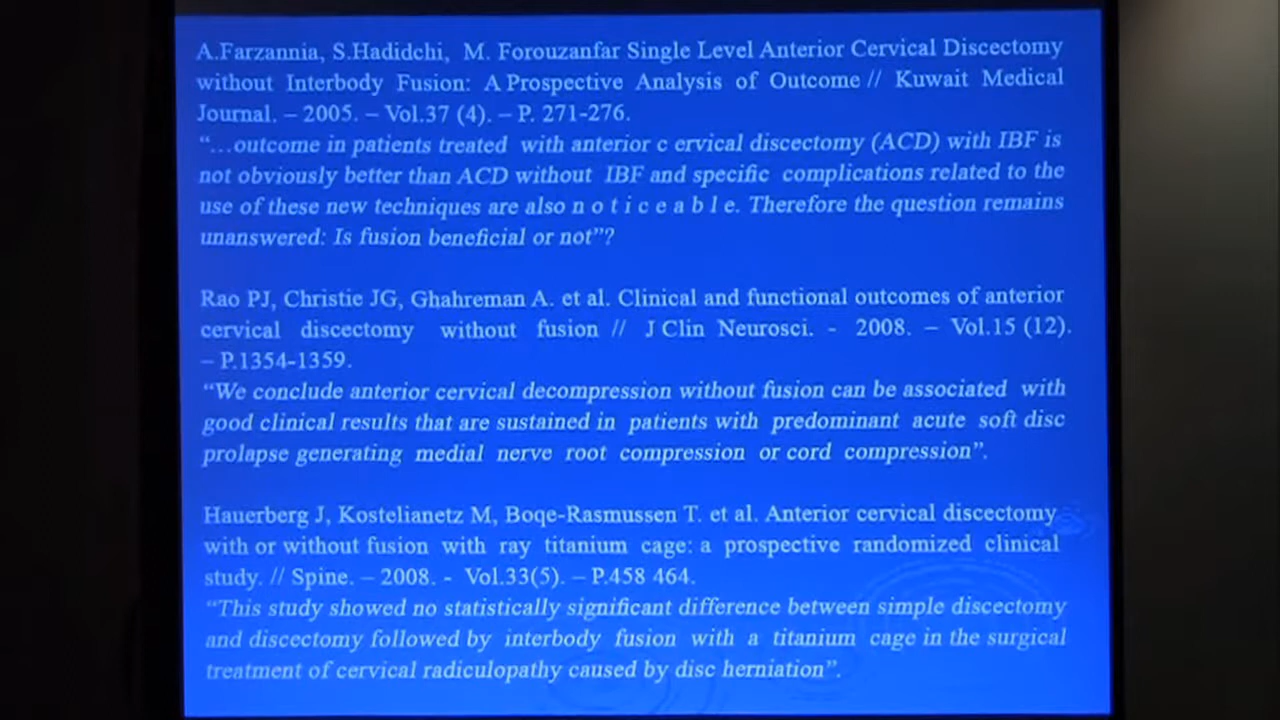 A.Farzannia, S.Hadidchi, M. Forouzanfar Single Level Anterior Cervical Discectomy
without Interbody Fusion: A Prospective Analysis of Outcome // Kuwait Medical
Journal. – 2005. – Vol.37 (4). – P. 271-276.
“…outcome in patients treated with anterior c ervical discectomy (ACD) with IBF is
not obviously better than ACD without IBF and specific complications related to the
use of these new techniques are also n o t i c e a b l e. Therefore the question remains
unanswered: Is fusion beneficial or not”?
Rao PJ, Christie JG, Ghahreman A. et al. Clinical and functional outcomes of anterior
cervical discectomy without fusion // J Clin Neurosci. - 2008. – Vol.15 (12).
– P.1354-1359.
“We conclude anterior cervical decompression without fusion can be associated with
good clinical results that are sustained in patients with predominant acute soft disc
prolapse generating medial nerve root compression or cord compression”.
Hauerberg J, Kostelianetz M, Boqe-Rasmussen T. et al. Anterior cervical discectomy
with or without fusion with ray titanium cage: a prospective randomized clinical
study. // Spine. – 2008. - Vol.33(5). – P.458 464.
“This study showed no statistically significant difference between simple discectomy
and discectomy followed by interbody fusion with a titanium cage in the surgical
treatment of cervical radiculopathy caused by disc herniation”.